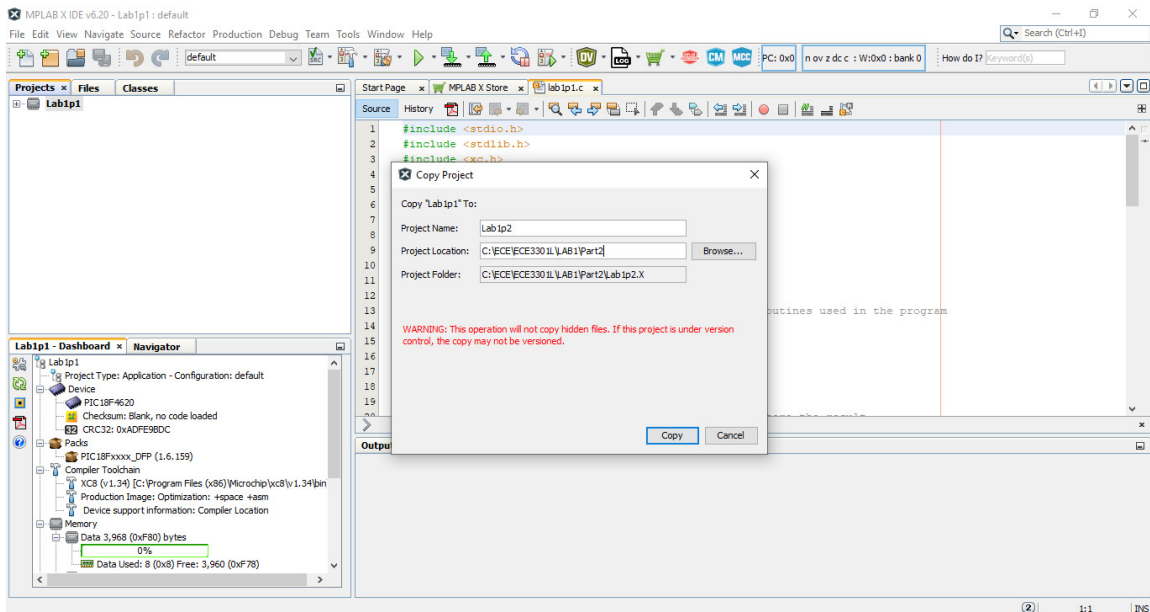 MPLAB X IDE v6.20 - Lab1p1 : default
File Edit View Navigate Source Refactor Production Debug Team Tools Window Help
Search (Ctrl+I)
default
PC: 0x0
n ov z dc c : W:0x0 : bank 0
How do I?
Keyword(s)
Projects
Files
Classes
Lab1p1
Start Page
MPLAB X Store
lab1p1.c
Source
History
1 #include <stdio.h>
2 #include <stdlib.h>
3 #include <xc.h>
4
5
6
7
8
9
10
11
12
13 outines used in the program
14
15
16
17
18
19
Copy Project
Copy "Lab1p1" To:
Project Name:
Lab1p2
Project Location:
C:\ECE\ECE3301L\LAB1\Part2
Browse...
Project Folder:
C:\ECE\ECE3301L\LAB1\Part2\Lab1p2.X
WARNING: This operation will not copy hidden files. If this project is under version
control, the copy may not be versioned.
Copy
Cancel
Lab1p1 - Dashboard
Navigator
Lab1p1
Project Type: Application - Configuration: default
Device
PIC18F4620
Checksum: Blank, no code loaded
CRC32: 0xADFE9BDC
Packs
PIC18Fxxxx_DFP (1.6.159)
Compiler Toolchain
XC8 (v1.34) [C:\Program Files (x86)\Microchip\xc8\v1.34\bin
Production Image: Optimization: +space +asm
Device support information: Compiler Location
Memory
Data 3,968 (0xF80) bytes
0%
Data Used: 8 (0x8) Free: 3,960 (0xF78)
Outpu
2
1:1
INS